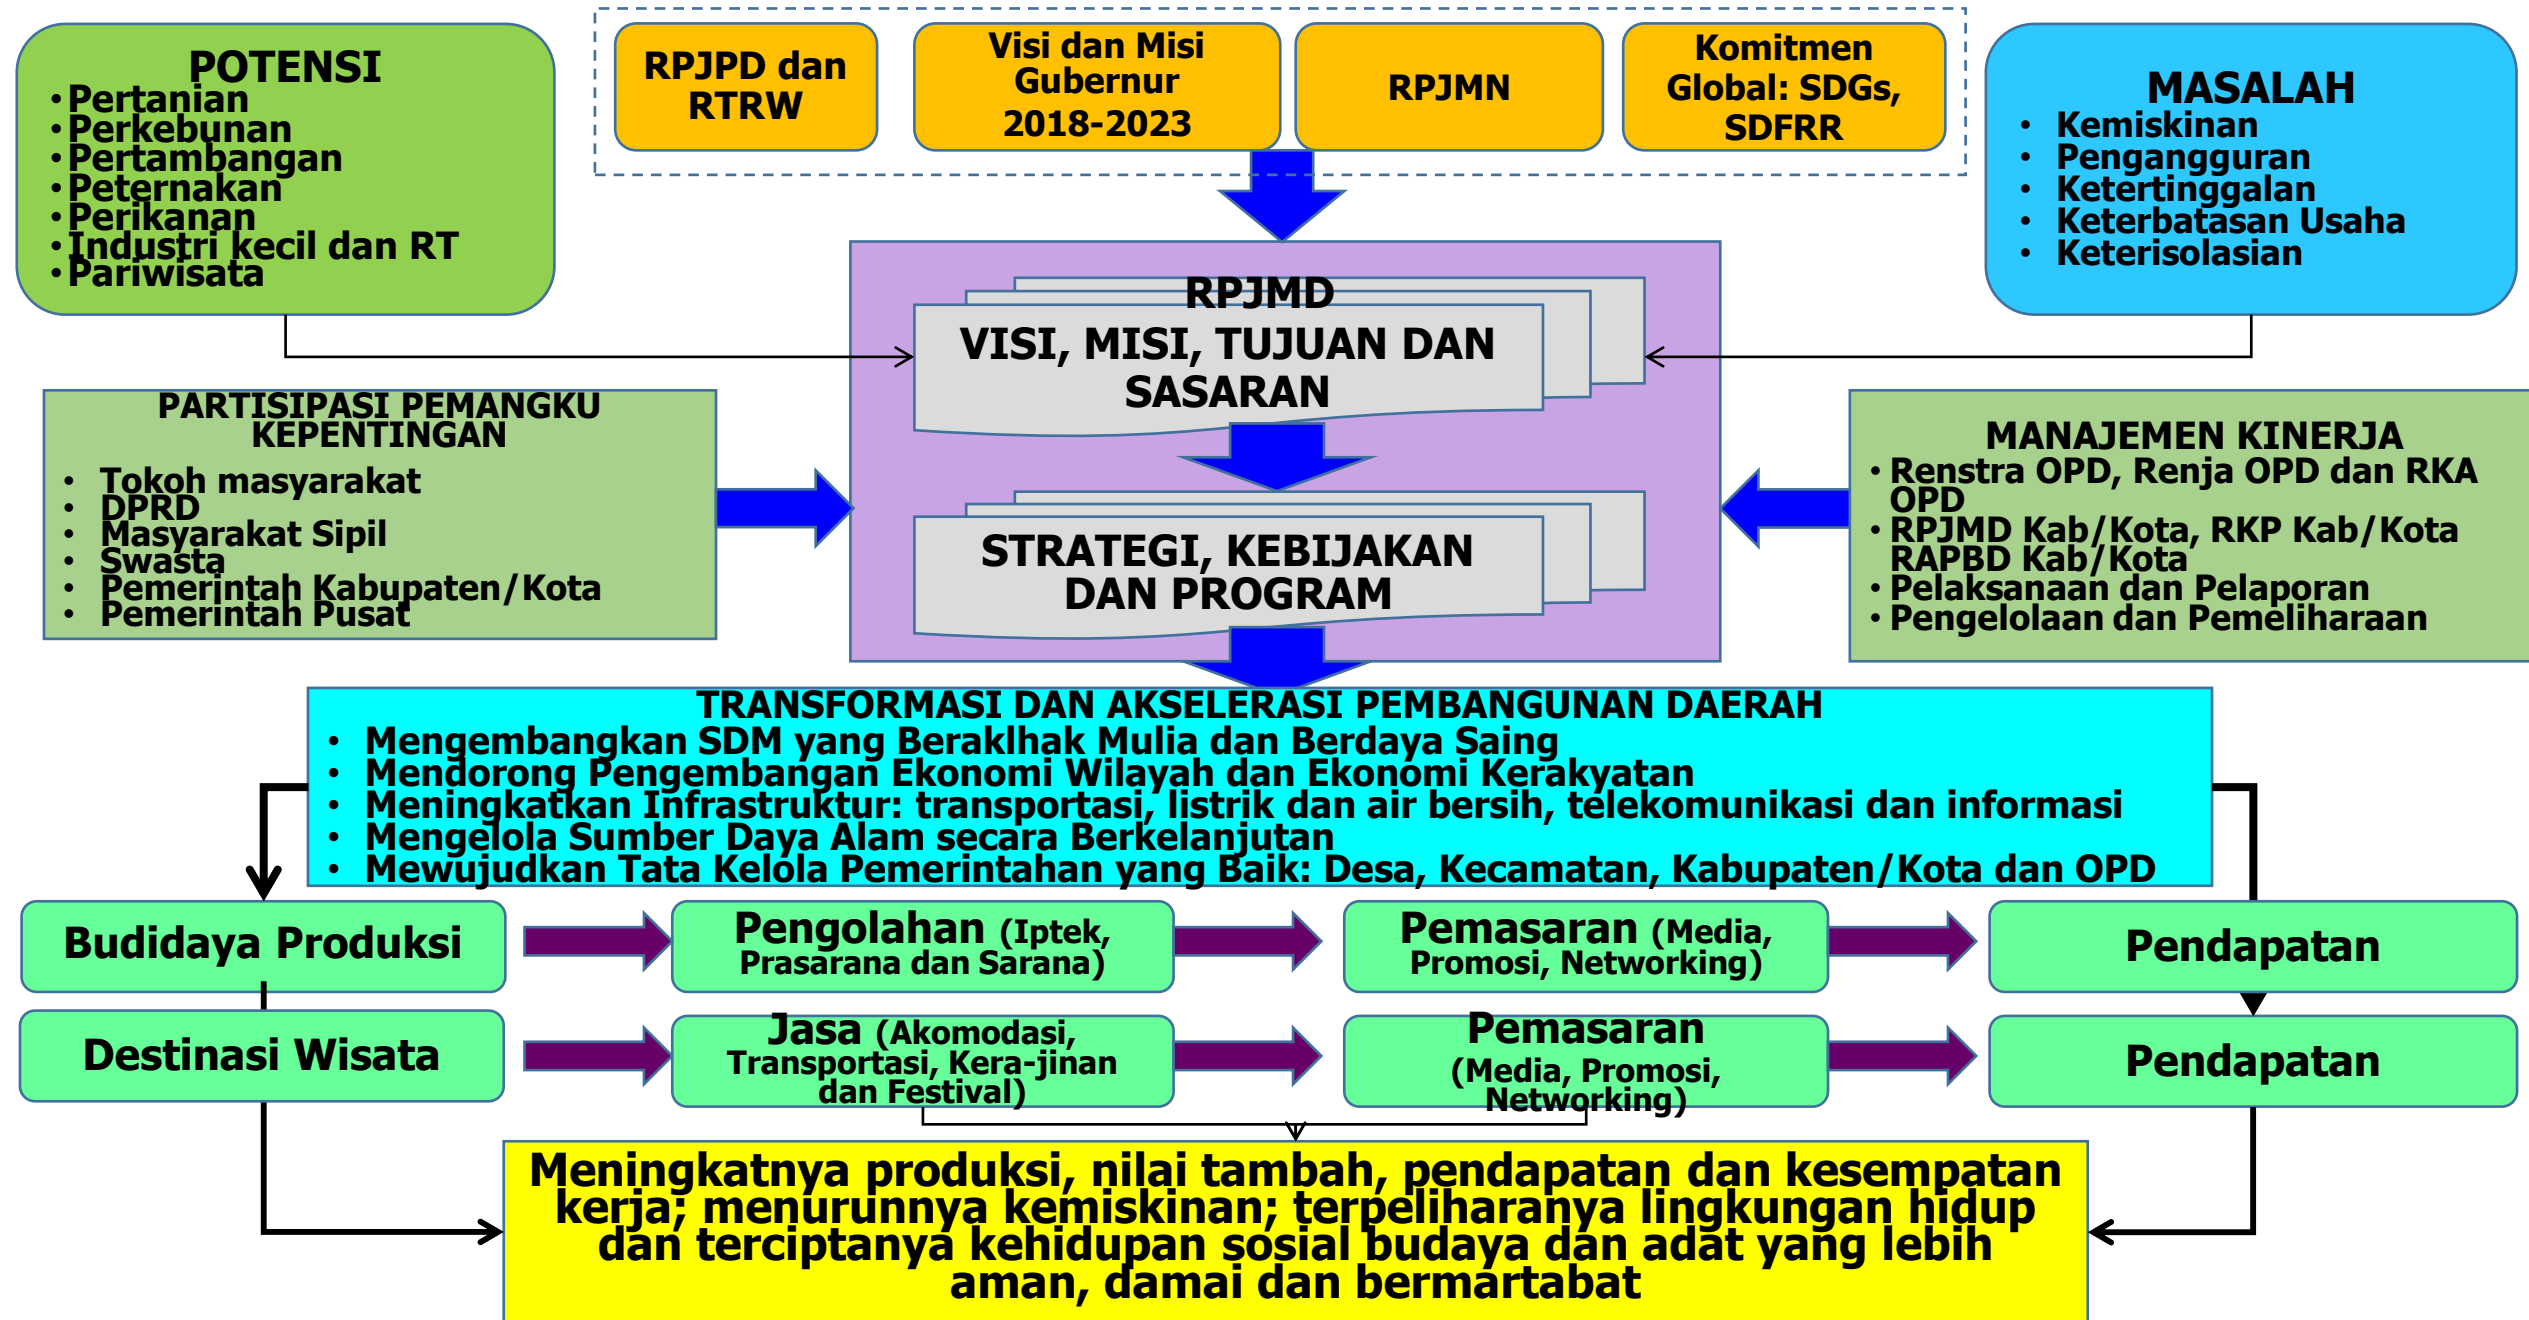 POTENSI
•Pertanian
•Perkebunan
•Pertambangan
•Peternakan
•Perikanan
•Industri kecil dan RT
•Pariwisata
RPJPD dan
RTRW
Visi dan Misi
Gubernur
2018-2023
RPJMN
Komitmen
Global: SDGs,
SDFRR
MASALAH
• Kemiskinan
• Pengangguran
• Ketertinggalan
• Keterbatasan Usaha
• Keterisolasian
RPJMD
VISI, MISI, TUJUAN DAN
SASARAN
PARTISIPASI PEMANGKU
KEPENTINGAN
• Tokoh masyarakat
• DPRD
• Masyarakat Sipil
• Swasta
• Pemerintah Kabupaten/Kota
• Pemerintah Pusat
STRATEGI, KEBIJAKAN
DAN PROGRAM
MANAJEMEN KINERJA
• Renstra OPD, Renja OPD dan RKA
OPD
• RPJMD Kab/Kota, RKP Kab/Kota
RAPBD Kab/Kota
• Pelaksanaan dan Pelaporan
• Pengelolaan dan Pemeliharaan
TRANSFORMASI DAN AKSELERASI PEMBANGUNAN DAERAH
• Mengembangkan SDM yang Beraklhak Mulia dan Berdaya Saing
• Mendorong Pengembangan Ekonomi Wilayah dan Ekonomi Kerakyatan
• Meningkatkan Infrastruktur: transportasi, listrik dan air bersih, telekomunikasi dan informasi
• Mengelola Sumber Daya Alam secara Berkelanjutan
• Mewujudkan Tata Kelola Pemerintahan yang Baik: Desa, Kecamatan, Kabupaten/Kota dan OPD
Budidaya Produksi
Pengolahan (Iptek,
Prasarana dan Sarana)
Pemasaran (Media,
Promosi, Networking)
Pendapatan
Destinasi Wisata
Jasa (Akomodasi,
Transportasi, Kera-jinan
dan Festival)
Pemasaran
(Media, Promosi,
Networking)
Pendapatan
Meningkatnya produksi, nilai tambah, pendapatan dan kesempatan
kerja; menurunnya kemiskinan; terpeliharanya lingkungan hidup
dan terciptanya kehidupan sosial budaya dan adat yang lebih
aman, damai dan bermartabat